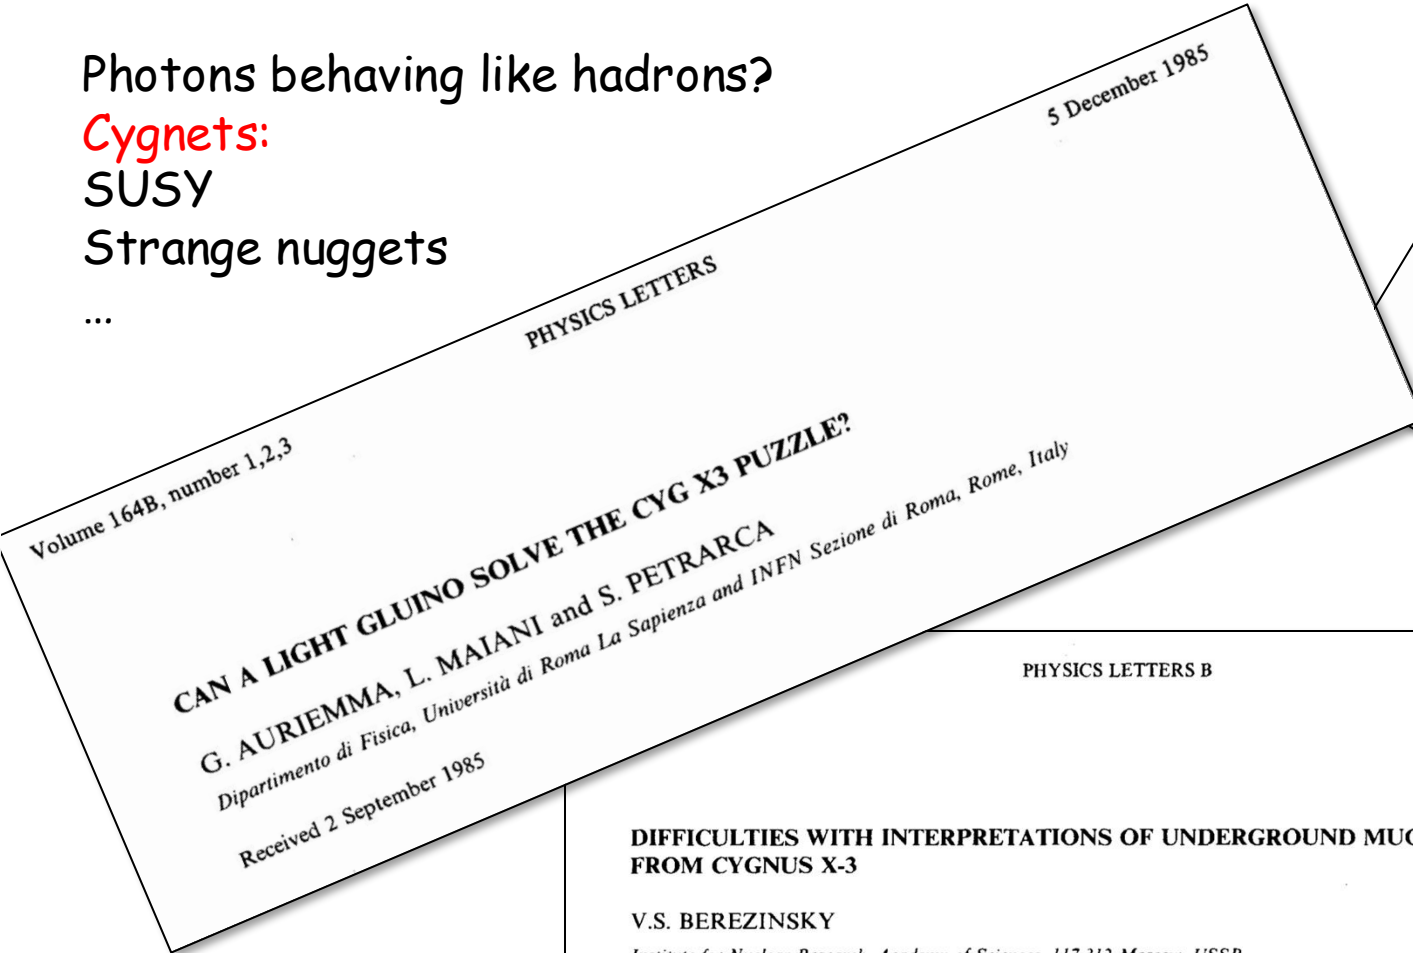 Photons behaving like hadrons?
Cygnets:
SUSY
Strange nuggets
...
Volume 164B, number 1,2,3
PHYSICS LETTERS
5 December 1985
CAN A LIGHT GLUINO SOLVE THE CYG X3 PUZZLE?
G. AURIEMMA, L. MAIANI and S. PETRARCA
Dipartimento di Fisica, Università di Roma La Sapienza and INFN Sezione di Roma, Rome, Italy
Received 2 September 1985
PHYSICS LETTERS B
DIFFICULTIES WITH INTERPRETATIONS OF UNDERGROUND
FROM CYGNUS X-3
V.S. BEREZINSKY